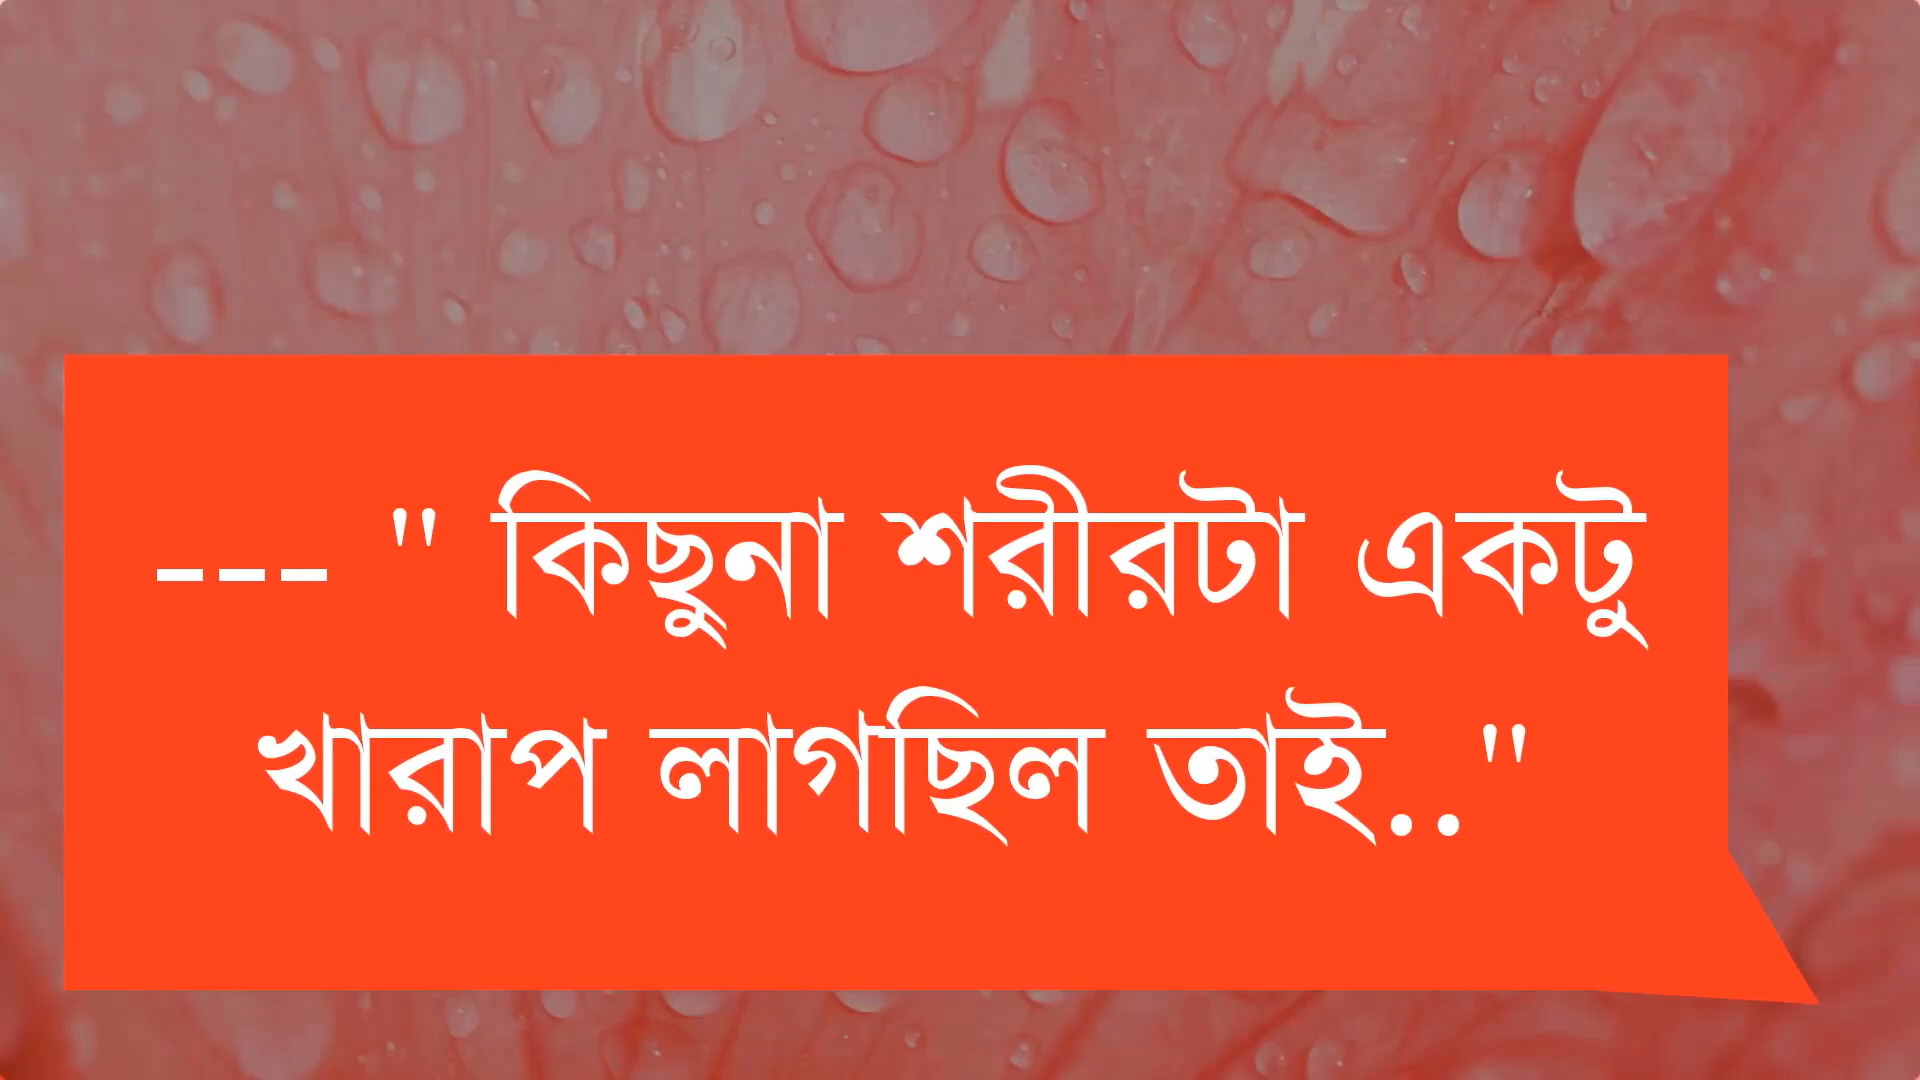 --- " কিছুনা শরীরটা একটু
খারাপ লাগছিল তাই.."